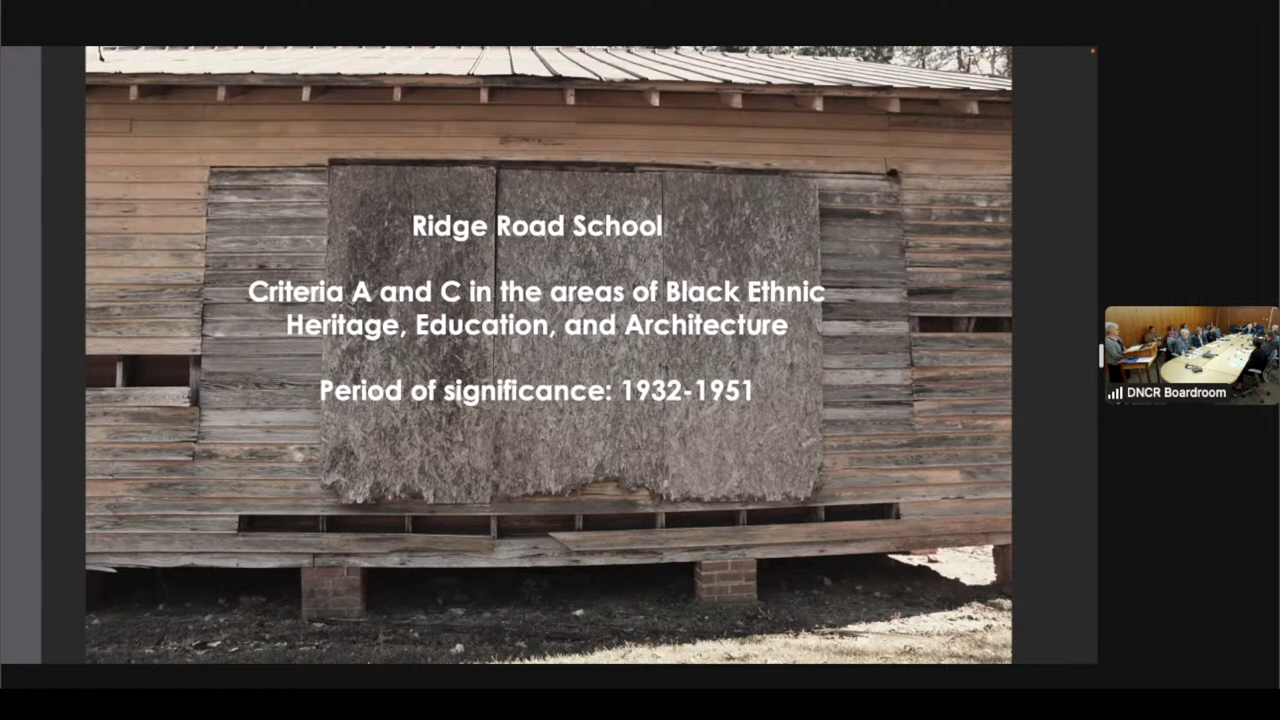 Ridge Road School
Criteria A and C in the areas of Black Ethnic
Heritage, Education, and Architecture
Period of significance: 1932-1951
DNCR Boardroom